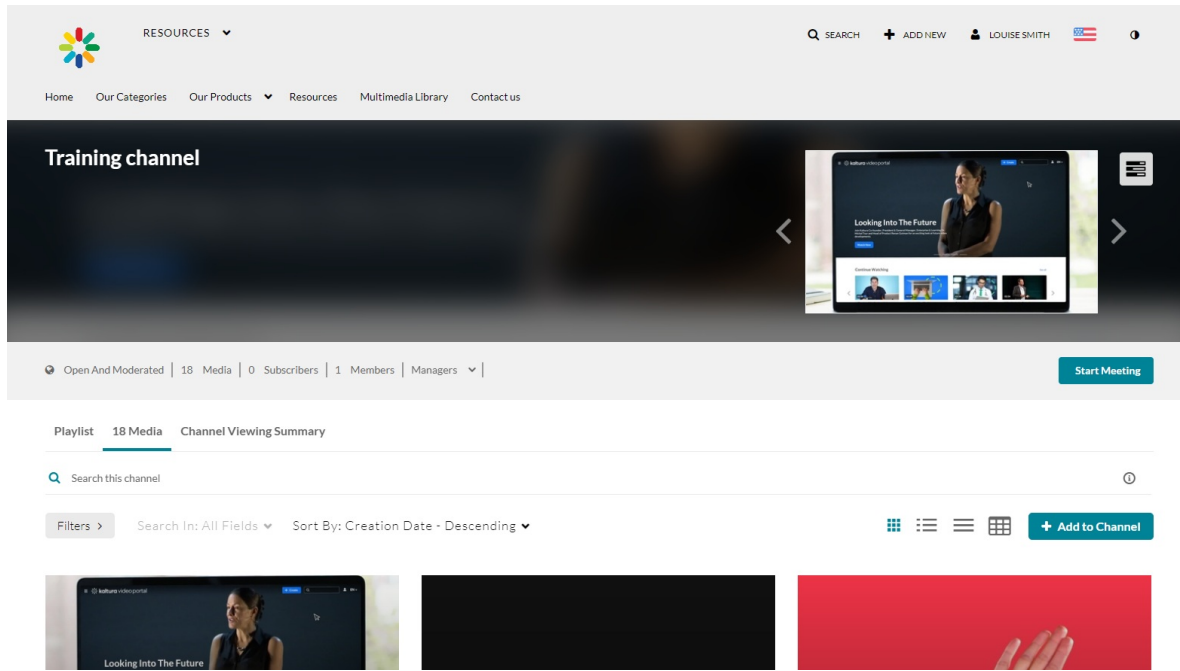 RESOURCES
SEARCH ADD NEW LOUISE SMITH
Home Our Categories Our Products Resources Multimedia Library Contact us
Training channel
kaltura videoportal
Looking Into The Future
Continue Watching
Open And Moderated | 18 Media | 0 Subscribers | 1 Members | Managers |
Start Meeting
Playlist 18 Media Channel Viewing Summary
Search this channel
Filters > Search In: All Fields Sort By: Creation Date - Descending
+ Add to Channel
kaltura videoportal
Looking Into The Future